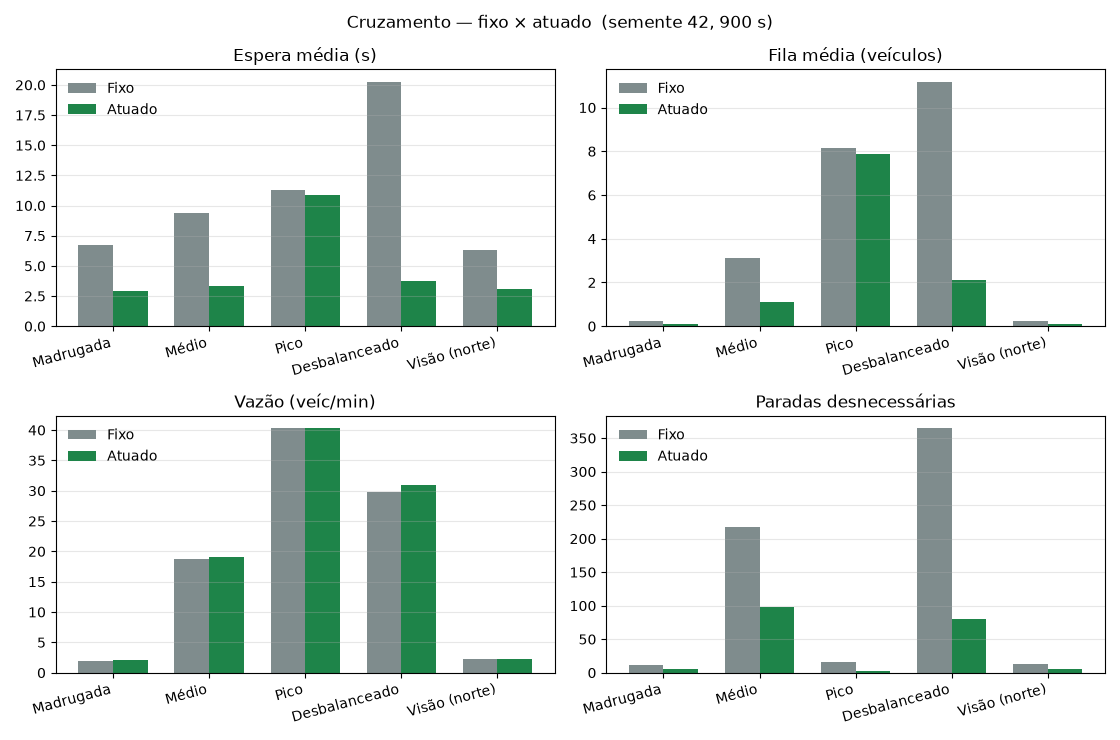 Cruzamento — fixo × atuado  (semente 42, 900 s)
Espera média (s)
Fixo
Atuado
20.0
17.5
15.0
12.5
10.0
7.5
5.0
2.5
0.0
Madrugada
Médio
Pico
Desbalanceado
Visão (norte)
Fila média (veículos)
Fixo
Atuado
10
8
6
4
2
0
Madrugada
Médio
Pico
Desbalanceado
Visão (norte)
Vazão (veíc/min)
Fixo
Atuado
40
35
30
25
20
15
10
5
0
Madrugada
Médio
Pico
Desbalanceado
Visão (norte)
Paradas desnecessárias
Fixo
Atuado
350
300
250
200
150
100
50
0
Madrugada
Médio
Pico
Desbalanceado
Visão (norte)